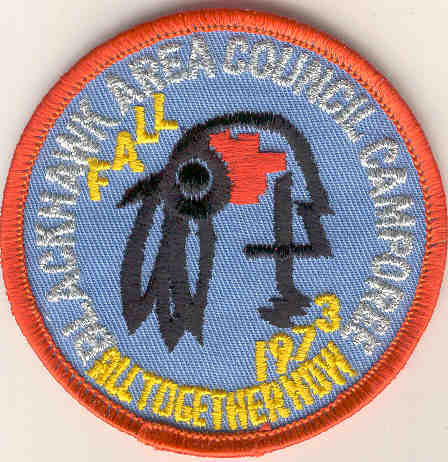 BLACKHAWK AREA COUNCIL CAMPOREE
FALL
1973
ALL TOGETHER NOW